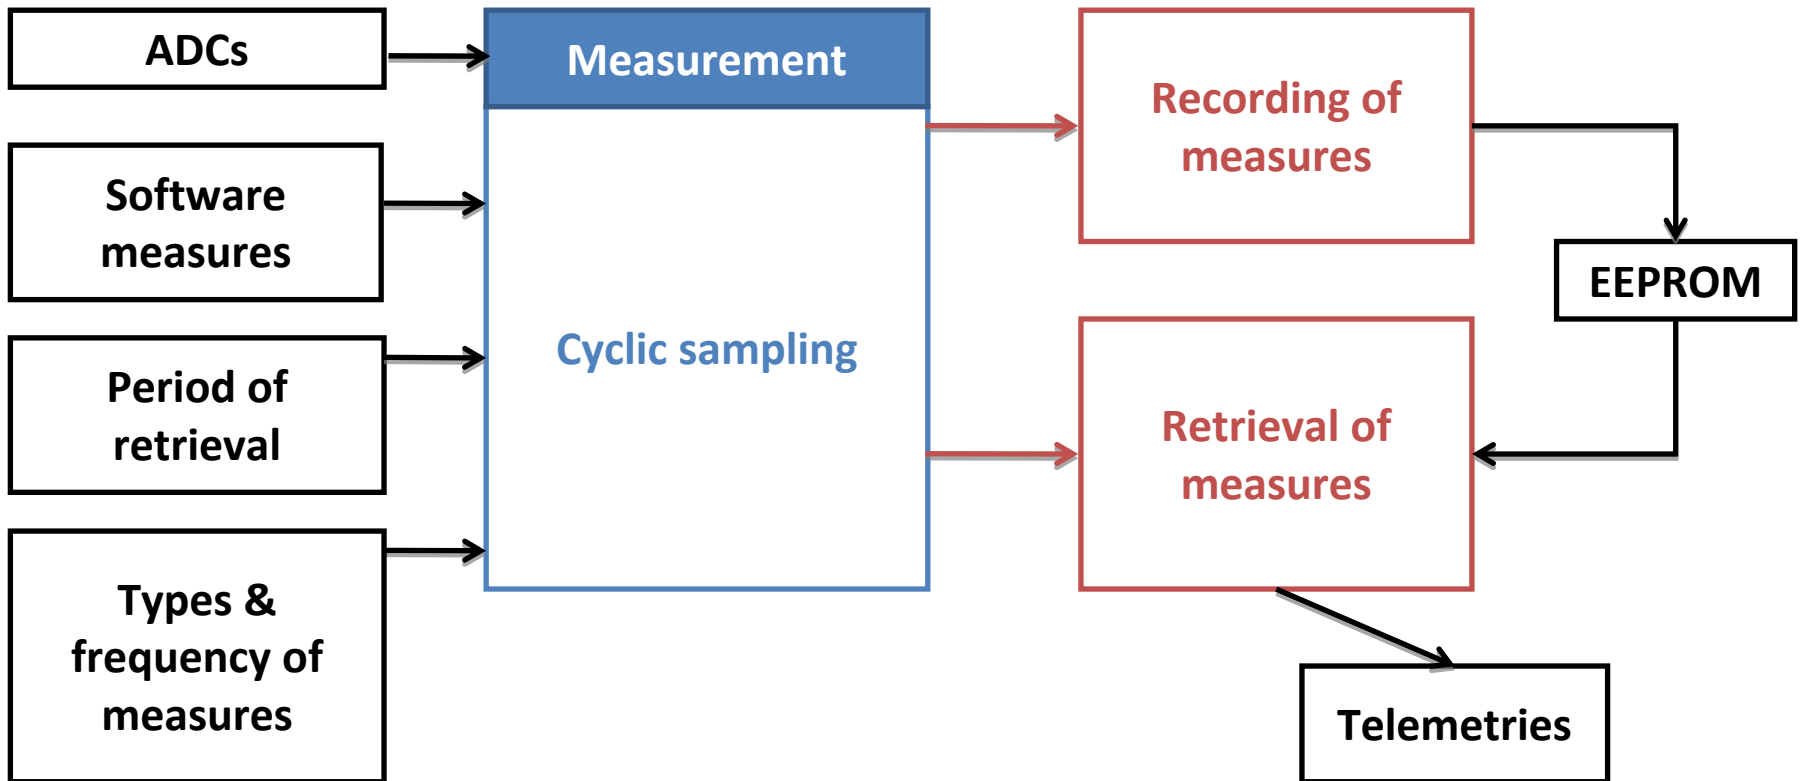 ADCs
Software
measures
Period of
retrieval
Types &
frequency of
measures
Measurement
Cyclic sampling
Recording of
measures
Retrieval of
measures
EEPROM
Telemetries